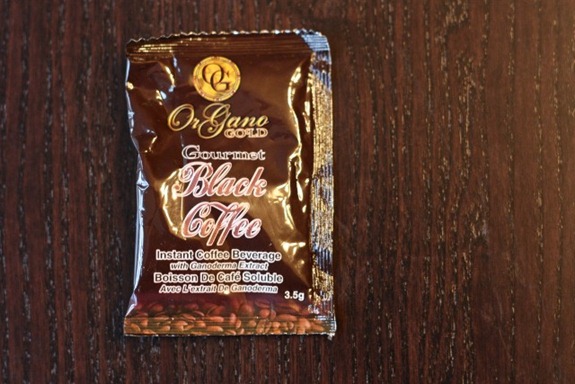 OG
OrGano
GOLD
Gourmet
Black
Coffee
Instant Coffee Beverage
with Ganoderma Extract
Boisson De Café Soluble
Avec L'extrait De Ganoderma
3.5g